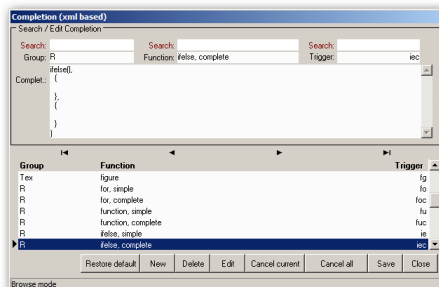 Completion (xml based)
Search / Edit Completion
Search: Search: Search:
Group: R Function: ifelse, complete Trigger: iec
Complet.: ifelse(),
{
},
{
}
)
Group Function Trigger
Tex figure fg
R for, simple fo
R for, complete foc
R function, simple fu
R function, complete fuc
R ifelse, simple ie
R ifelse, complete iec
Restore default New Delete Edit Cancel current Cancel all Save Close
Browse mode